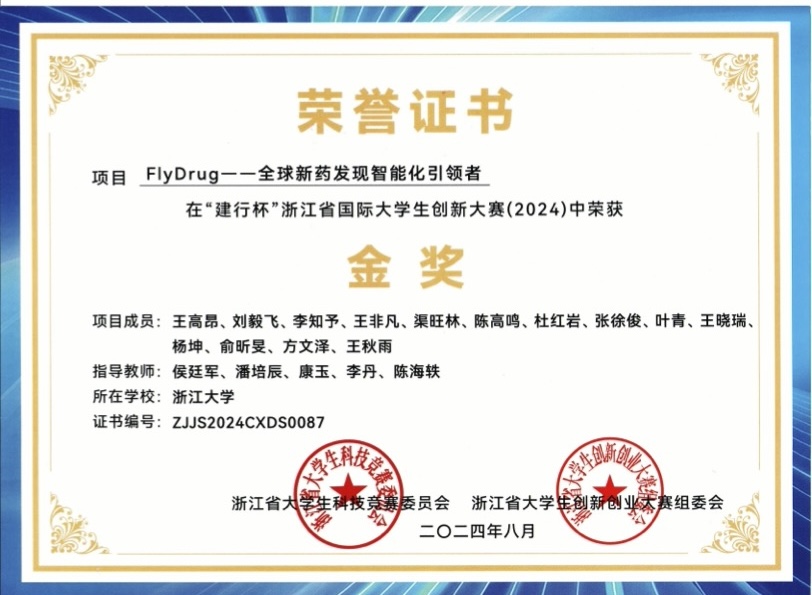 荣誉证书
项目 FlyDrug——全球新药发现智能化引领者
在“建行杯”浙江省国际大学生创新大赛(2024)中荣获
金奖
项目成员：王高昂、刘毅飞、李知予、王非凡、渠旺林、陈高鸣、杜红岩、张徐俊、叶青、王晓瑞、
杨坤、俞昕旻、方文泽、王秋雨
指导教师：侯廷军、潘培辰、康玉、李丹、陈海轶
所在学校：浙江大学
证书编号：ZJJS2024CXDS0087
浙江省大学生科技竞赛委员会 浙江省大学生创新创业大赛组委会
二〇二四年八月
浙江省大学生科技竞赛委员会
浙江省大学生创新创业大赛组委会